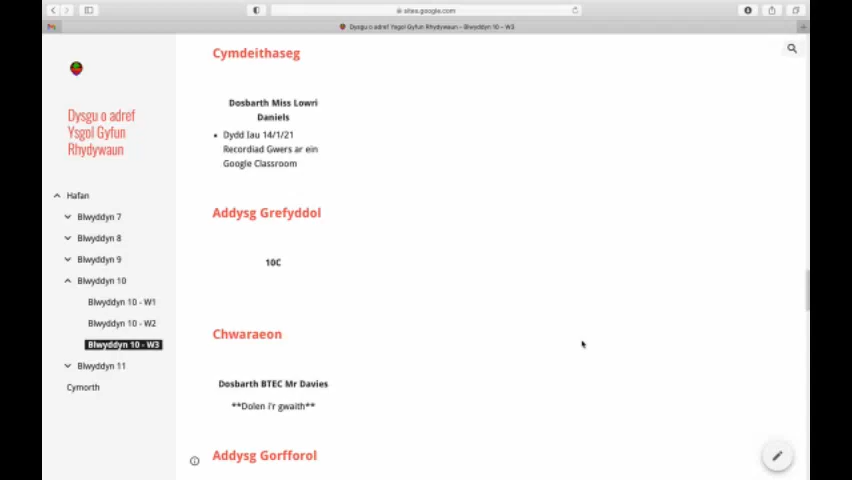 sites.google.com
Dysgu o adref Ysgol Gyfun Rhydywaun - Blwyddyn 10 - W3
Dysgu o adref
Ysgol Gyfun
Rhydywaun
Hafan
Blwyddyn 7
Blwyddyn 8
Blwyddyn 9
Blwyddyn 10
Blwyddyn 10 - W1
Blwyddyn 10 - W2
Blwyddyn 10 - W3
Blwyddyn 11
Cymorth
Cymdeithaseg
Dosbarth Miss Lowri
Daniels
• Dydd Iau 14/1/21
Recordiad Gwers ar ein
Google Classroom
Addysg Grefyddol
10C
Chwaraeon
Dosbarth BTEC Mr Davies
**Dolen i'r gwaith**
Addysg Gorfforol